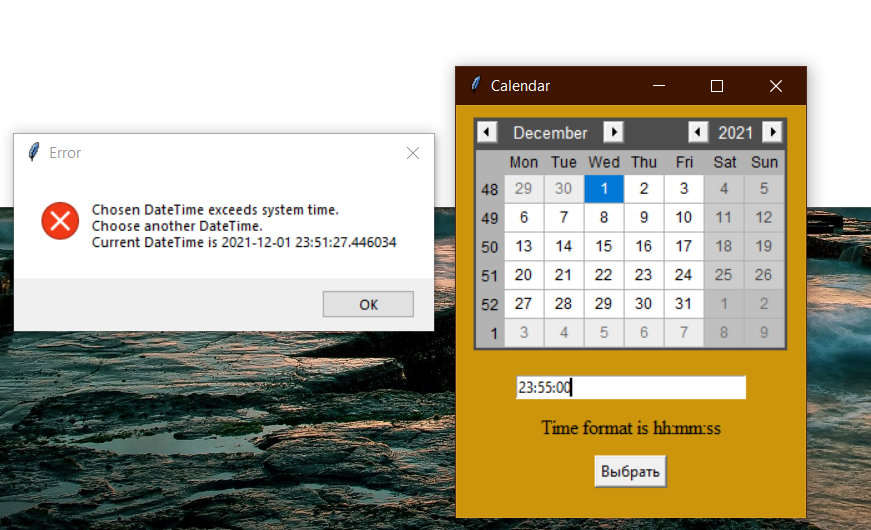 Error
Chosen DateTime exceeds system time.
Choose another DateTime.
Current DateTime is 2021-12-01 23:51:27.446034
OK
Calendar
December 2021
Mon Tue Wed Thu Fri Sat Sun
48 29 30 1 2 3 4 5
49 6 7 8 9 10 11 12
50 13 14 15 16 17 18 19
51 20 21 22 23 24 25 26
52 27 28 29 30 31 1 2
1 3 4 5 6 7 8 9
23:55:00
Time format is hh:mm:ss
Выбрать